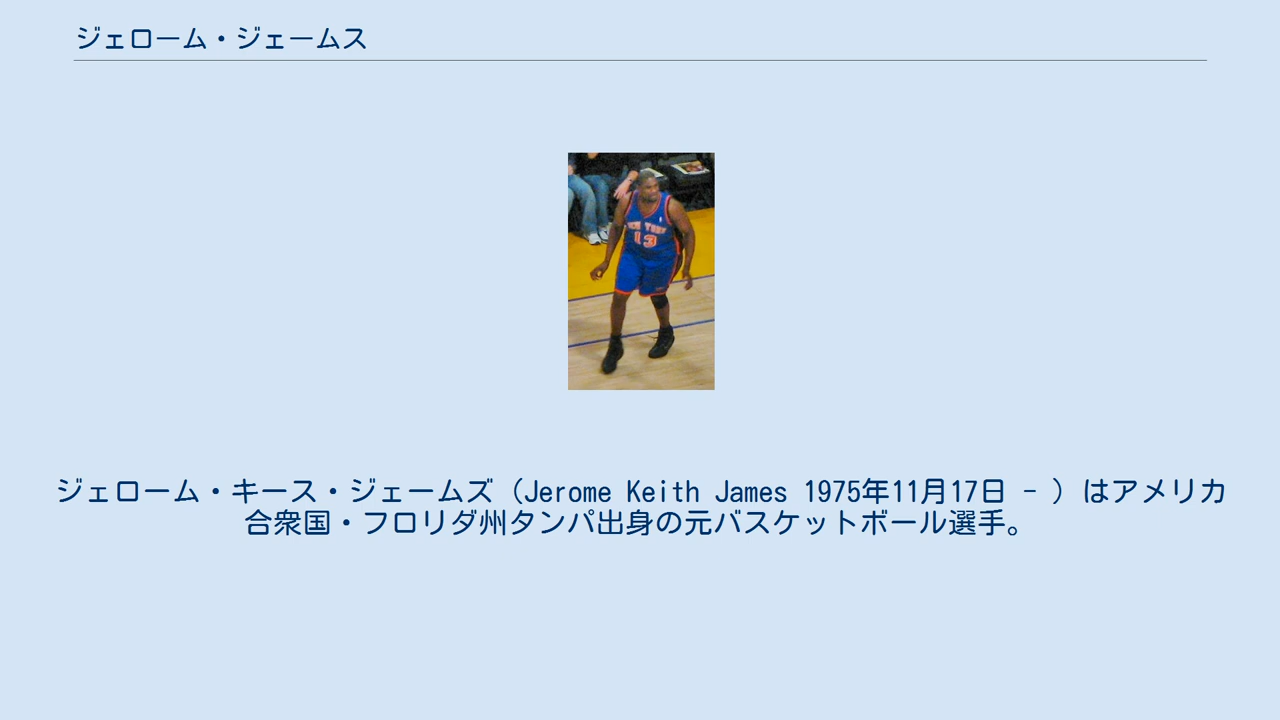 ジェローム・ジェームス
NEW YORK
13
ジェローム・キース・ジェームズ（Jerome Keith James 1975年11月17日 - ）はアメリカ
合衆国・フロリダ州タンパ出身の元バスケットボール選手。